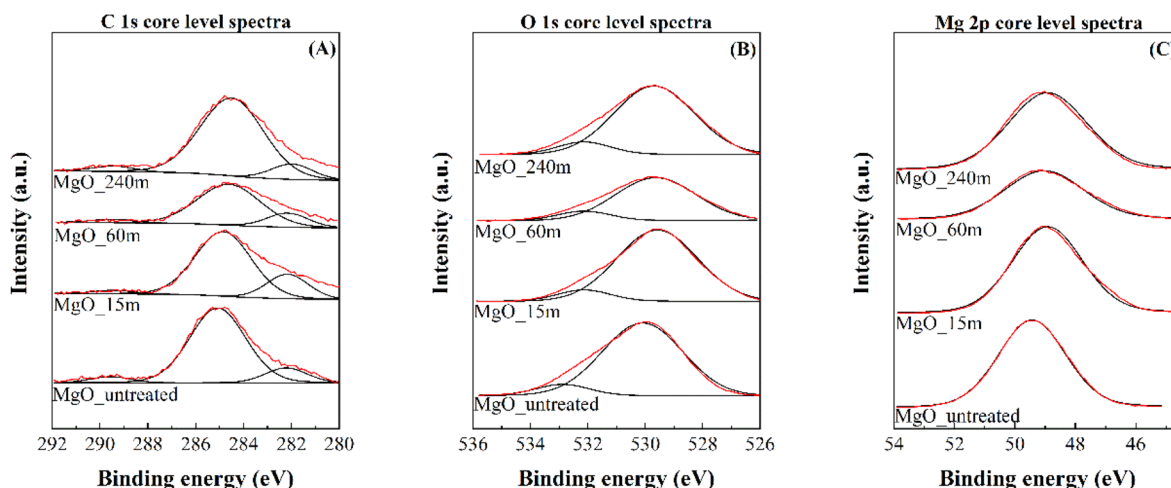 C 1s core level spectra
(A)
Intensity (a.u.)
MgO_240m
MgO_60m
MgO_15m
MgO_untreated
292 290 288 286 284 282 280
Binding energy (eV)
O 1s core level spectra
(B)
Intensity (a.u.)
MgO_240m
MgO_60m
MgO_15m
MgO_untreated
536 534 532 530 528 526
Binding energy (eV)
Mg 2p core level spectra
(C)
Intensity (a.u.)
MgO_240m
MgO_60m
MgO_15m
MgO_untreated
54 52 50 48 46
Binding energy (eV)